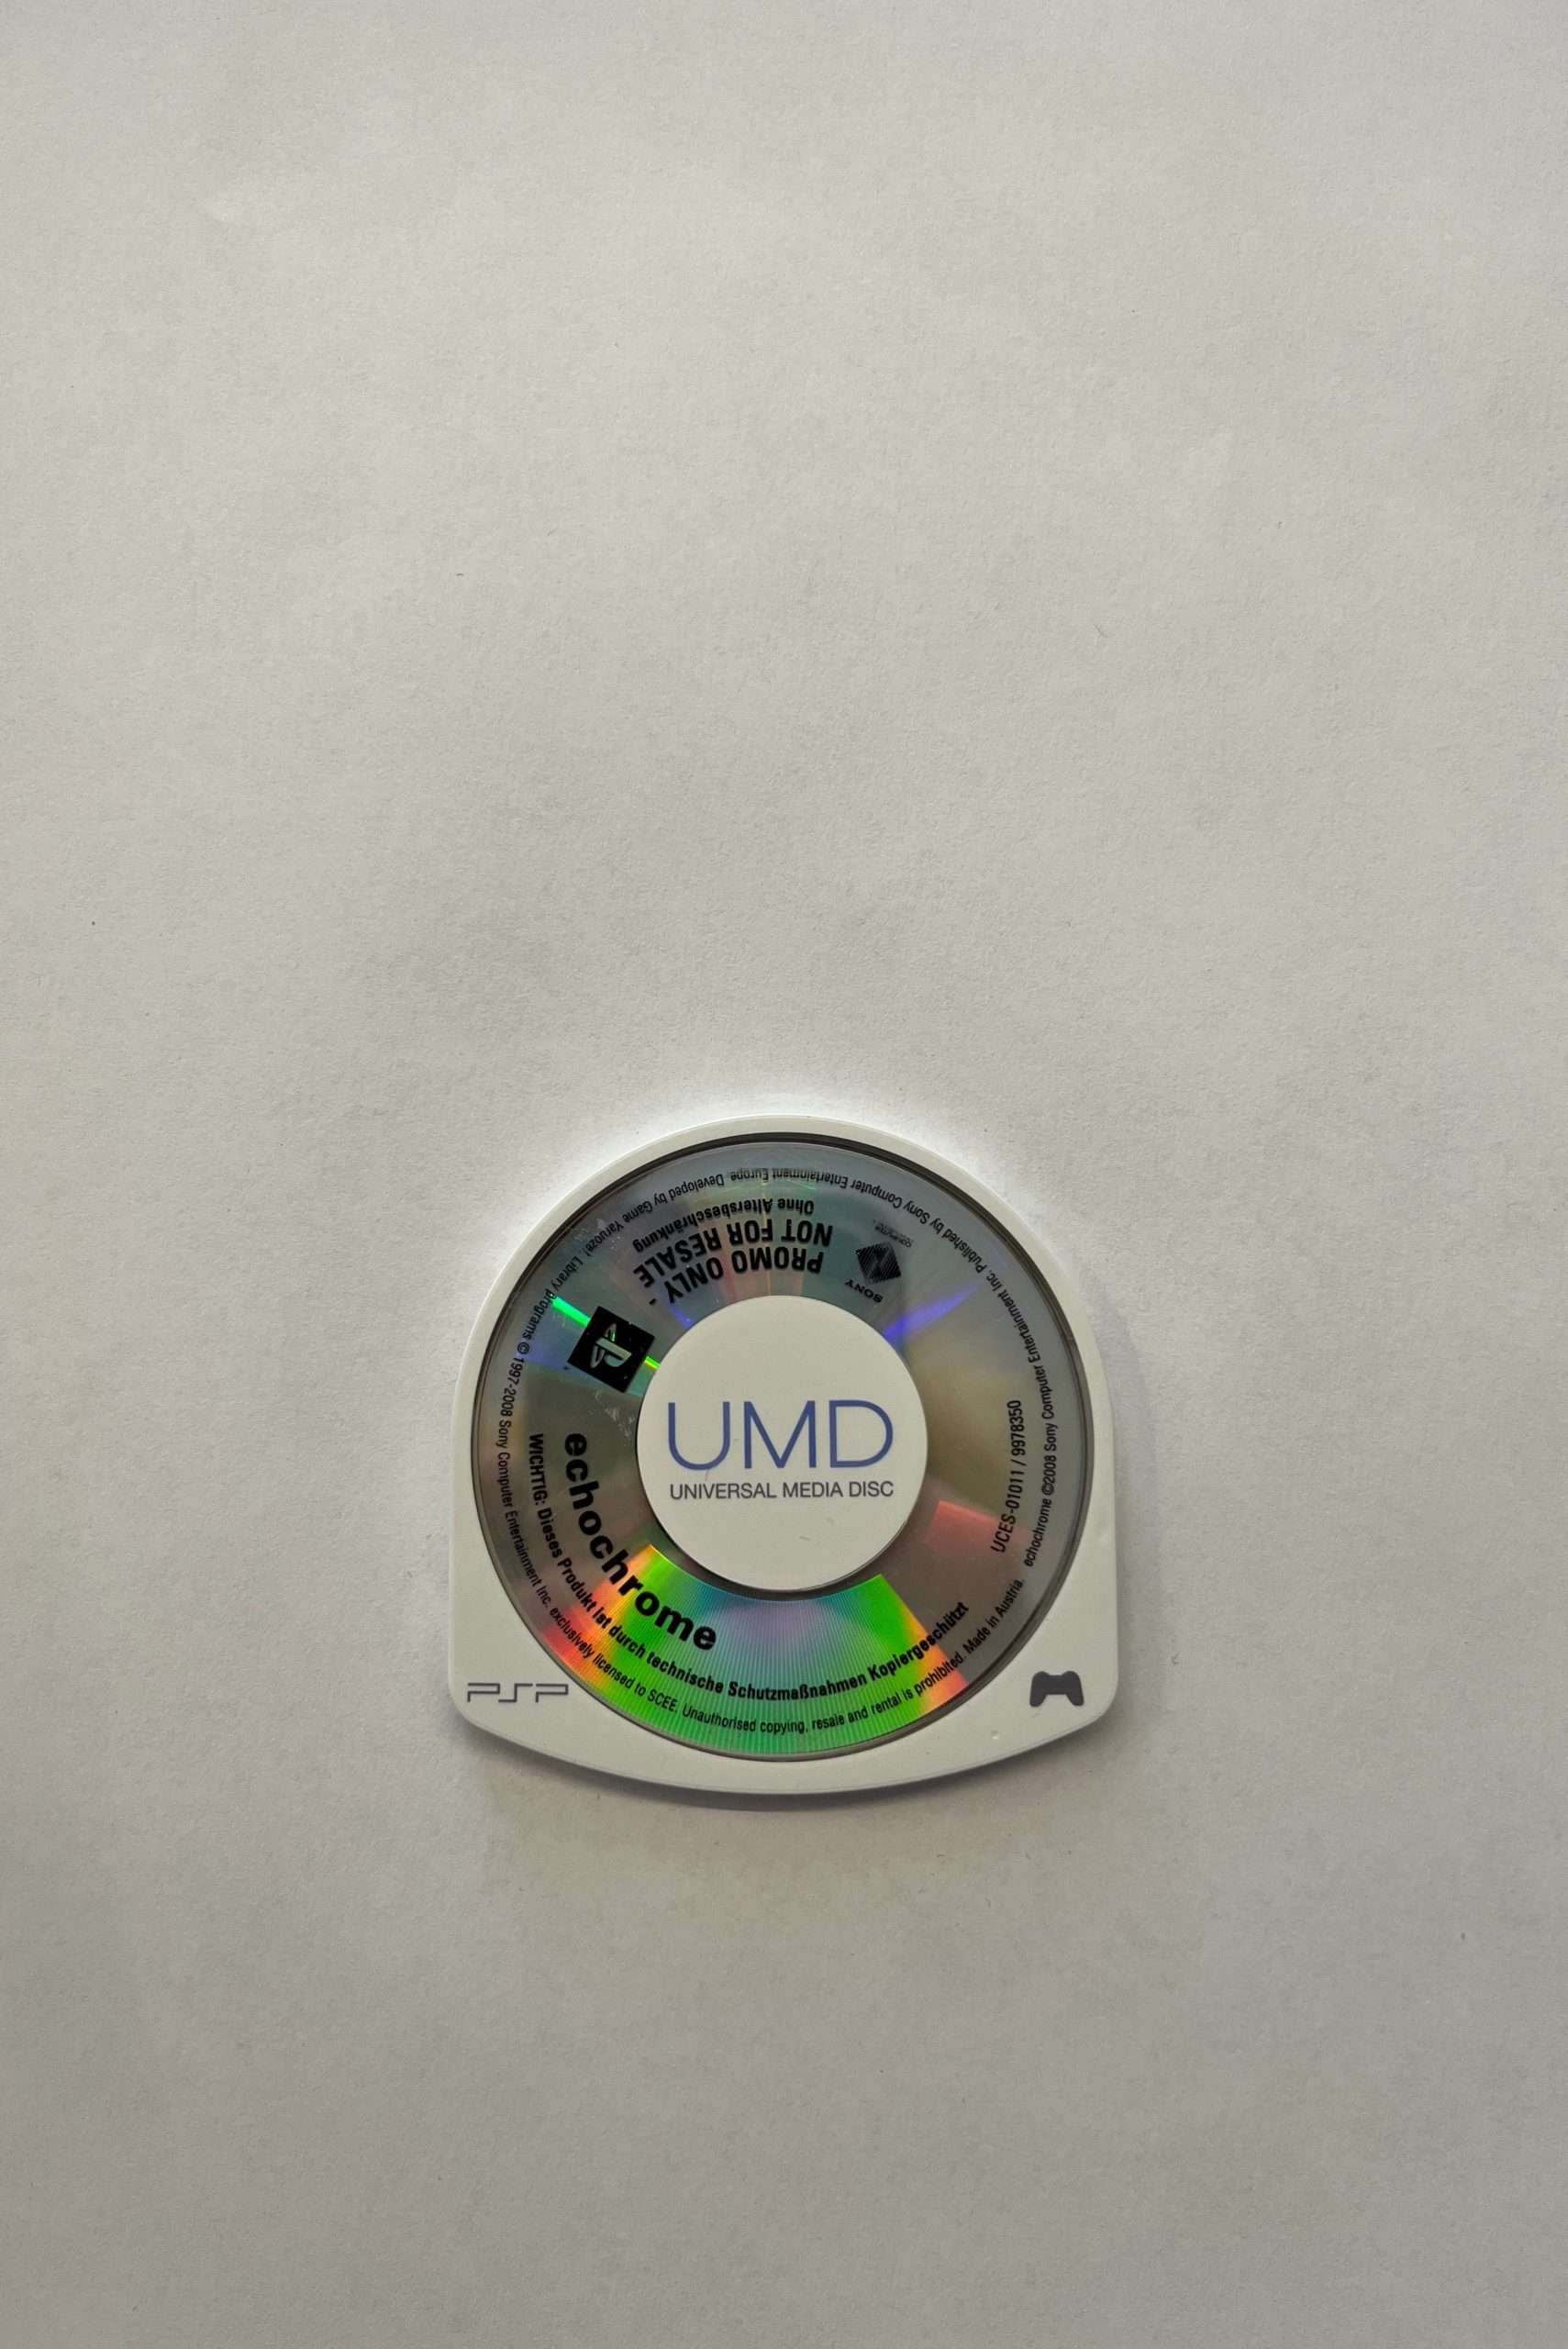 UMD
UNIVERSAL MEDIA DISC
echochrome
WICHTIG: Dieses Produkt ist durch technische Schutzmaßnahmen Kopiergeschützt
PROMO ONLY -
NOT FOR RESALE
Ohne Altersbeschränkung
SONY
computer
UCES-01011 / 9978350
echochrome ©2008 Sony Computer Entertainment Inc. Published by Sony Computer Entertainment Europe. Developed by Game Yarouze! Library programs © 1997-2008 Sony Computer Entertainment Inc. exclusively licensed to SCEE. Unauthorised copying, resale and rental is prohibited. Made in Austria.
PSP